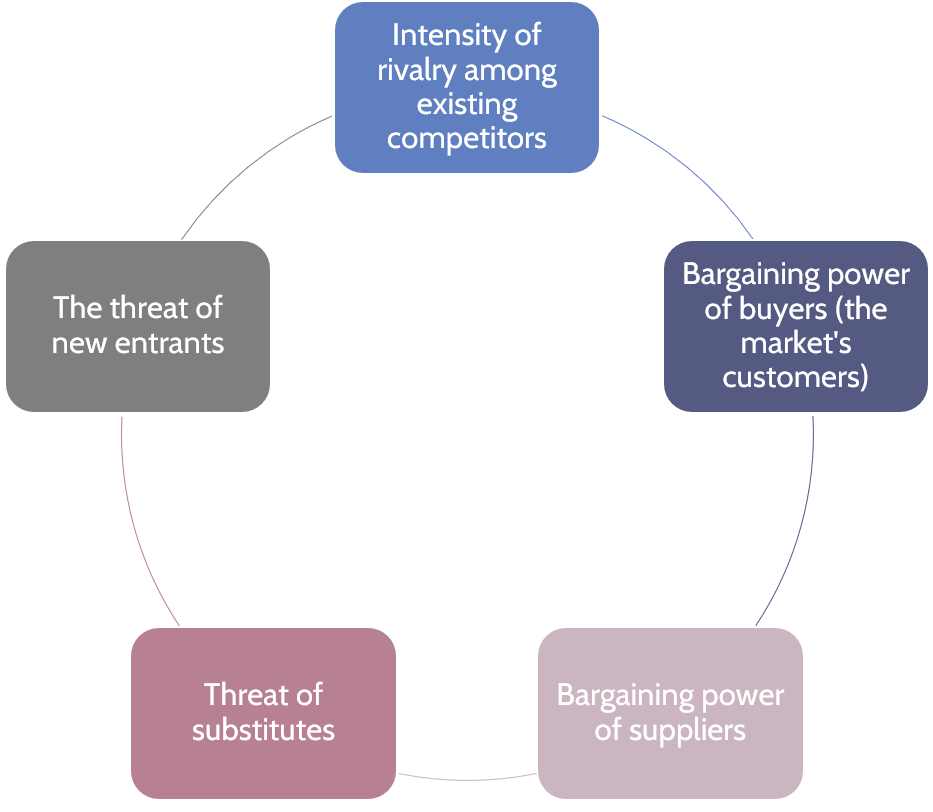 Intensity of
rivalry among
existing
competitors
Bargaining power
of buyers (the
market's
customers)
Bargaining power
of suppliers
Threat of
substitutes
The threat of
new entrants